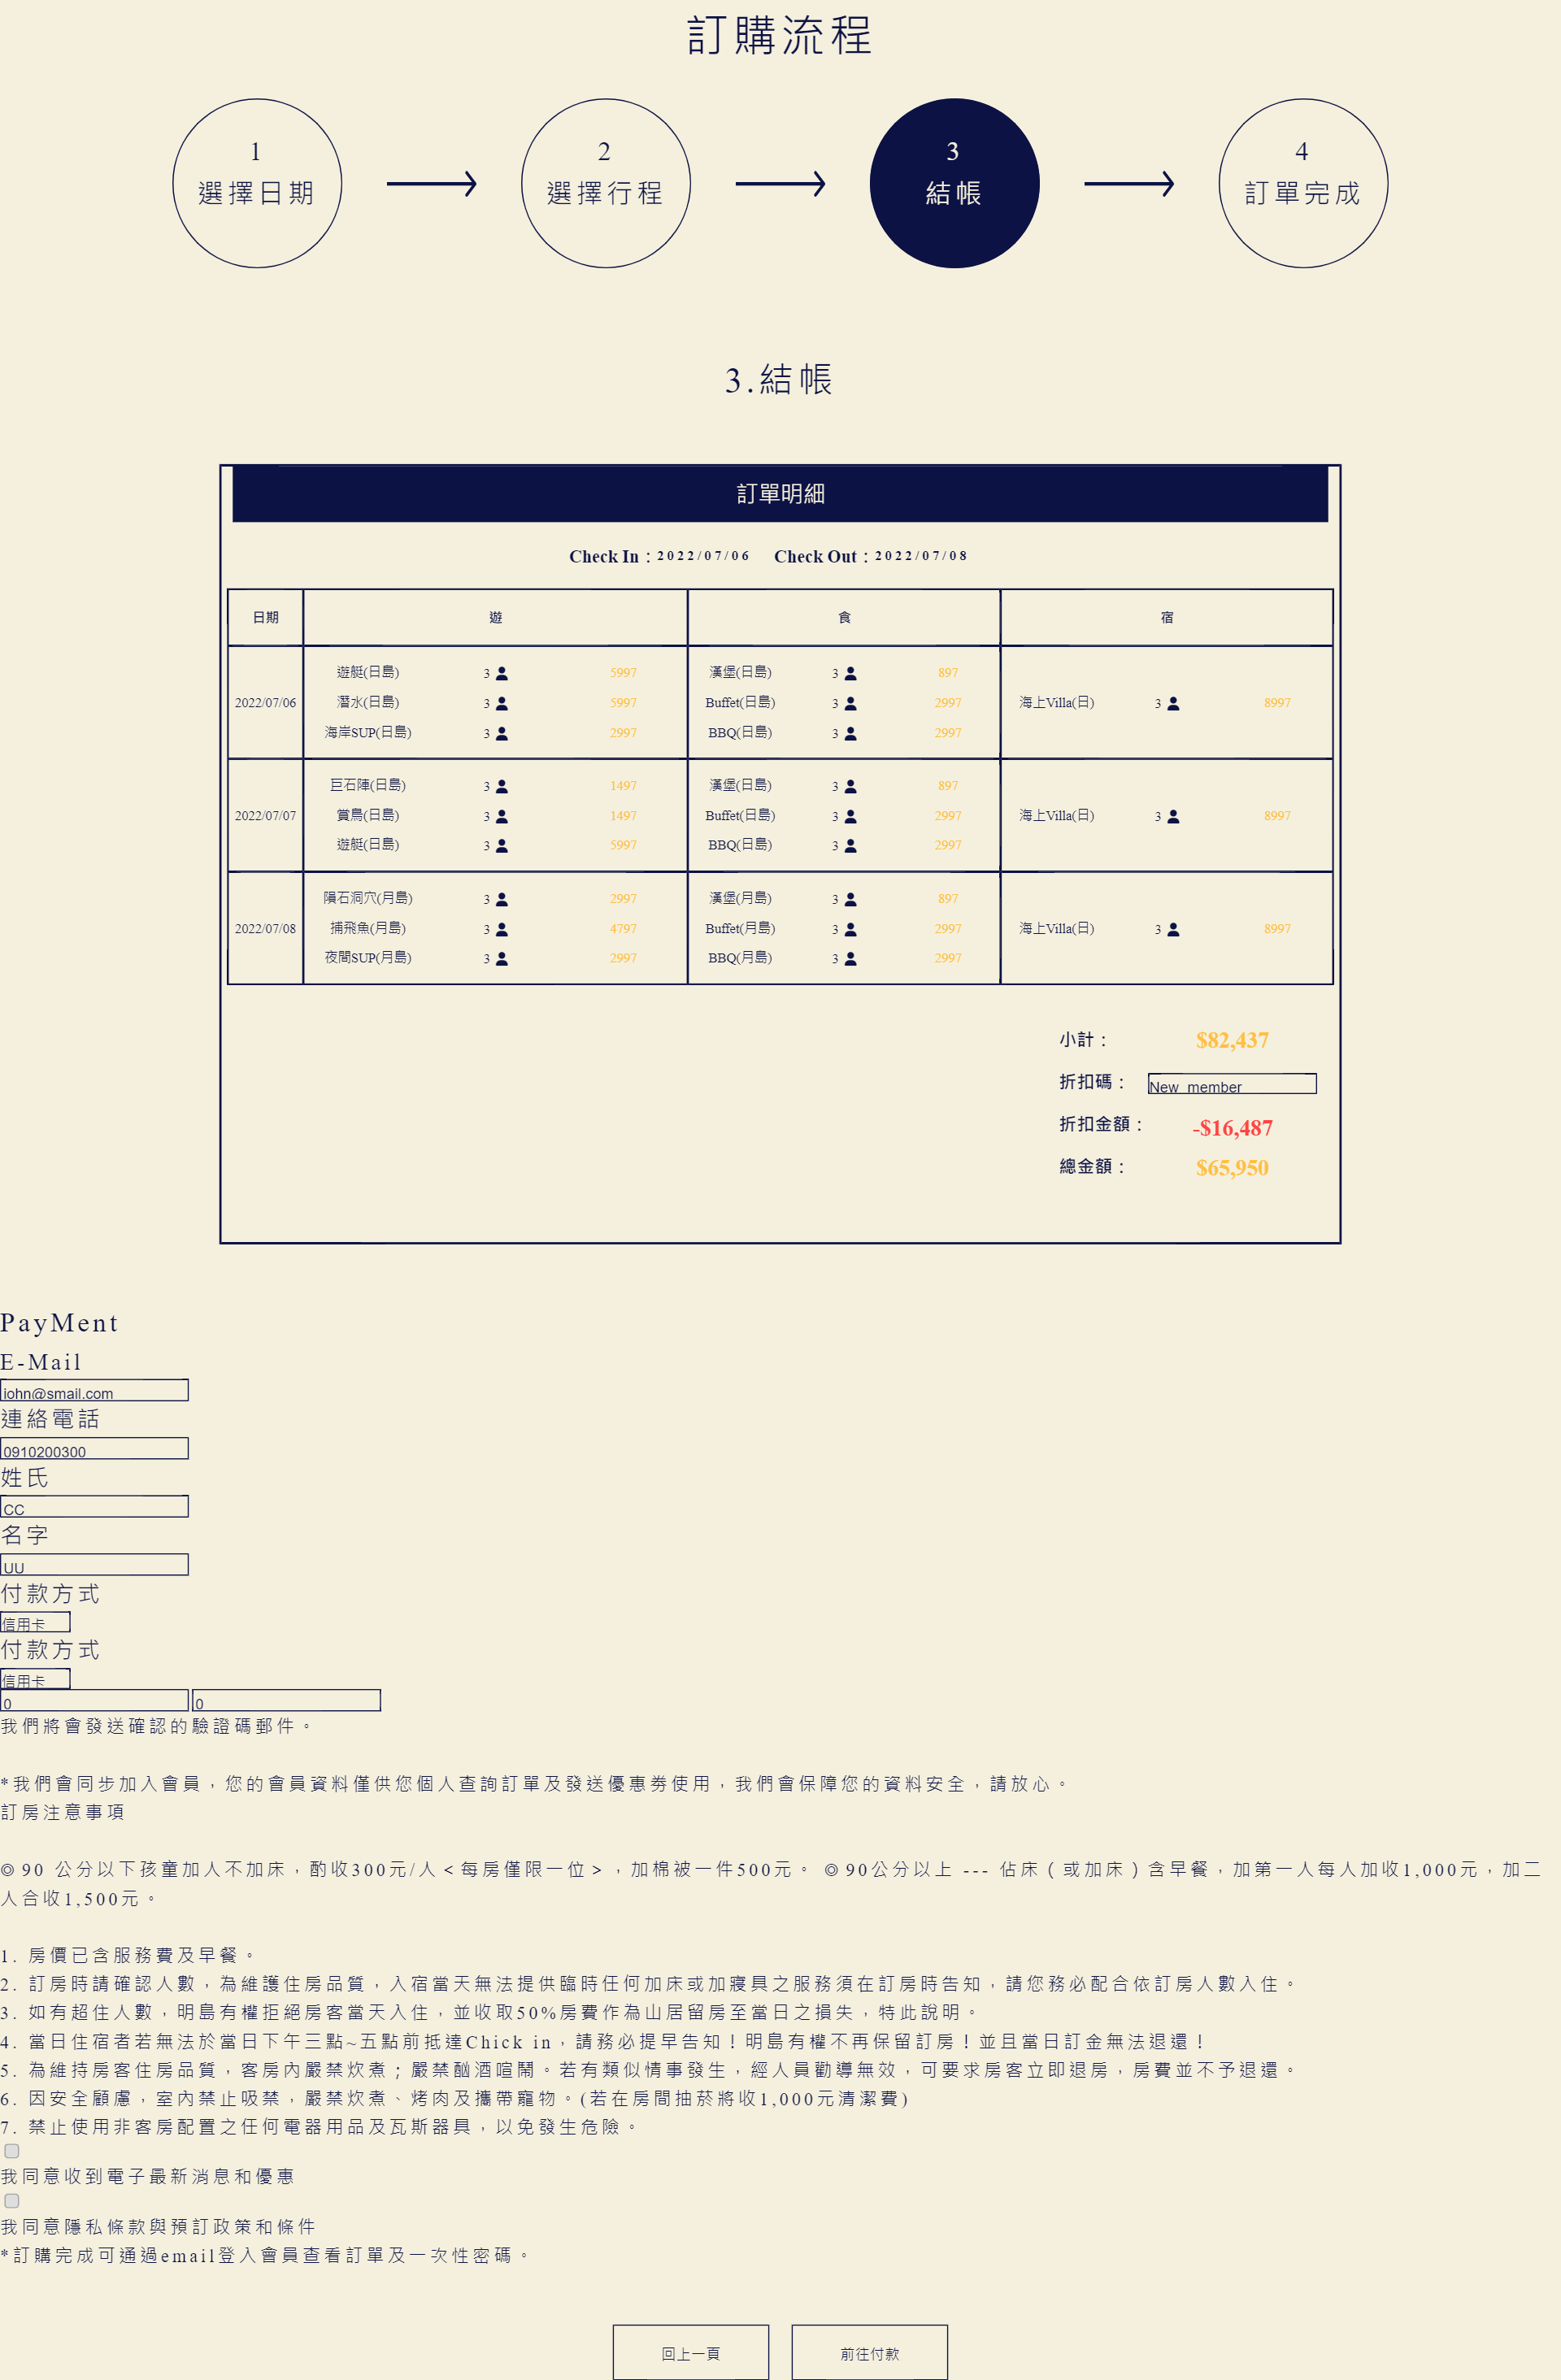 訂購流程
1
選擇日期
2
選擇行程
3
結帳
4
訂單完成
3.結帳
訂單明細
Check In：2022/07/06 Check Out：2022/07/08
日期 遊 食 宿
2022/07/06
遊艇(日島) 3 5997
潛水(日島) 3 5997
海岸SUP(日島) 3 2997
漢堡(日島) 3 897
Buffet(日島) 3 2997
BBQ(日島) 3 2997
海上Villa(日) 3 8997
2022/07/07
巨石陣(日島) 3 1497
賞鳥(日島) 3 1497
遊艇(日島) 3 5997
漢堡(日島) 3 897
Buffet(日島) 3 2997
BBQ(日島) 3 2997
海上Villa(日) 3 8997
2022/07/08
隕石洞穴(月島) 3 2997
捕飛魚(月島) 3 4797
夜間SUP(月島) 3 2997
漢堡(月島) 3 897
Buffet(月島) 3 2997
BBQ(月島) 3 2997
海上Villa(日) 3 8997
小計： $82,437
折扣碼： New_member
折扣金額： -$16,487
總金額： $65,950
PayMent
E-Mail
john@smail.com
連絡電話
0910200300
姓氏
CC
名字
UU
付款方式
信用卡
付款方式
信用卡
0 0
我們將會發送確認的驗證碼郵件。
*我們會同步加入會員，您的會員資料僅供您個人查詢訂單及發送優惠券使用，我們會保障您的資料安全，請放心。
訂房注意事項
◎90 公分以下孩童加人不加床，酌收300元/人＜每房僅限一位＞，加棉被一件500元。 ◎90公分以上 --- 佔床（或加床）含早餐，加第一人每人加收1,000元，加二
人合收1,500元。
1. 房價已含服務費及早餐。
2. 訂房時請確認人數，為維護住房品質，入宿當天無法提供臨時任何加床或加寢具之服務須在訂房時告知，請您務必配合依訂房人數入住。
3. 如有超住人數，明島有權拒絕房客當天入住，並收取50%房費作為山居留房至當日之損失，特此說明。
4. 當日住宿者若無法於當日下午三點~五點前抵達Chick in，請務必提早告知！明島有權不再保留訂房！並且當日訂金無法退還！
5. 為維持房客住房品質，客房內嚴禁炊煮；嚴禁酗酒喧鬧。若有類似情事發生，經人員勸導無效，可要求房客立即退房，房費並不予退還。
6. 因安全顧慮，室內禁止吸禁，嚴禁炊煮、烤肉及攜帶寵物。(若在房間抽菸將收1,000元清潔費)
7. 禁止使用非客房配置之任何電器用品及瓦斯器具，以免發生危險。
我同意收到電子最新消息和優惠
我同意隱私條款與預訂政策和條件
*訂購完成可通過email登入會員查看訂單及一次性密碼。
回上一頁 前往付款